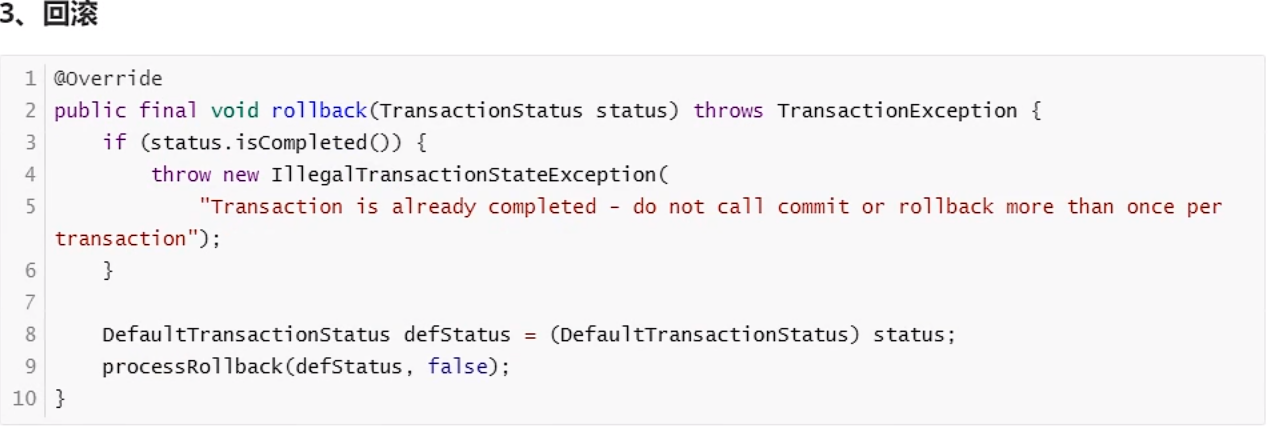 3、回滚
1 @Override
2 public final void rollback(TransactionStatus status) throws TransactionException {
3     if (status.isCompleted()) {
4         throw new IllegalTransactionStateException(
5             "Transaction is already completed - do not call commit or rollback more than once per
transaction");
6     }
7
8     DefaultTransactionStatus defStatus = (DefaultTransactionStatus) status;
9     processRollback(defStatus, false);
10 }